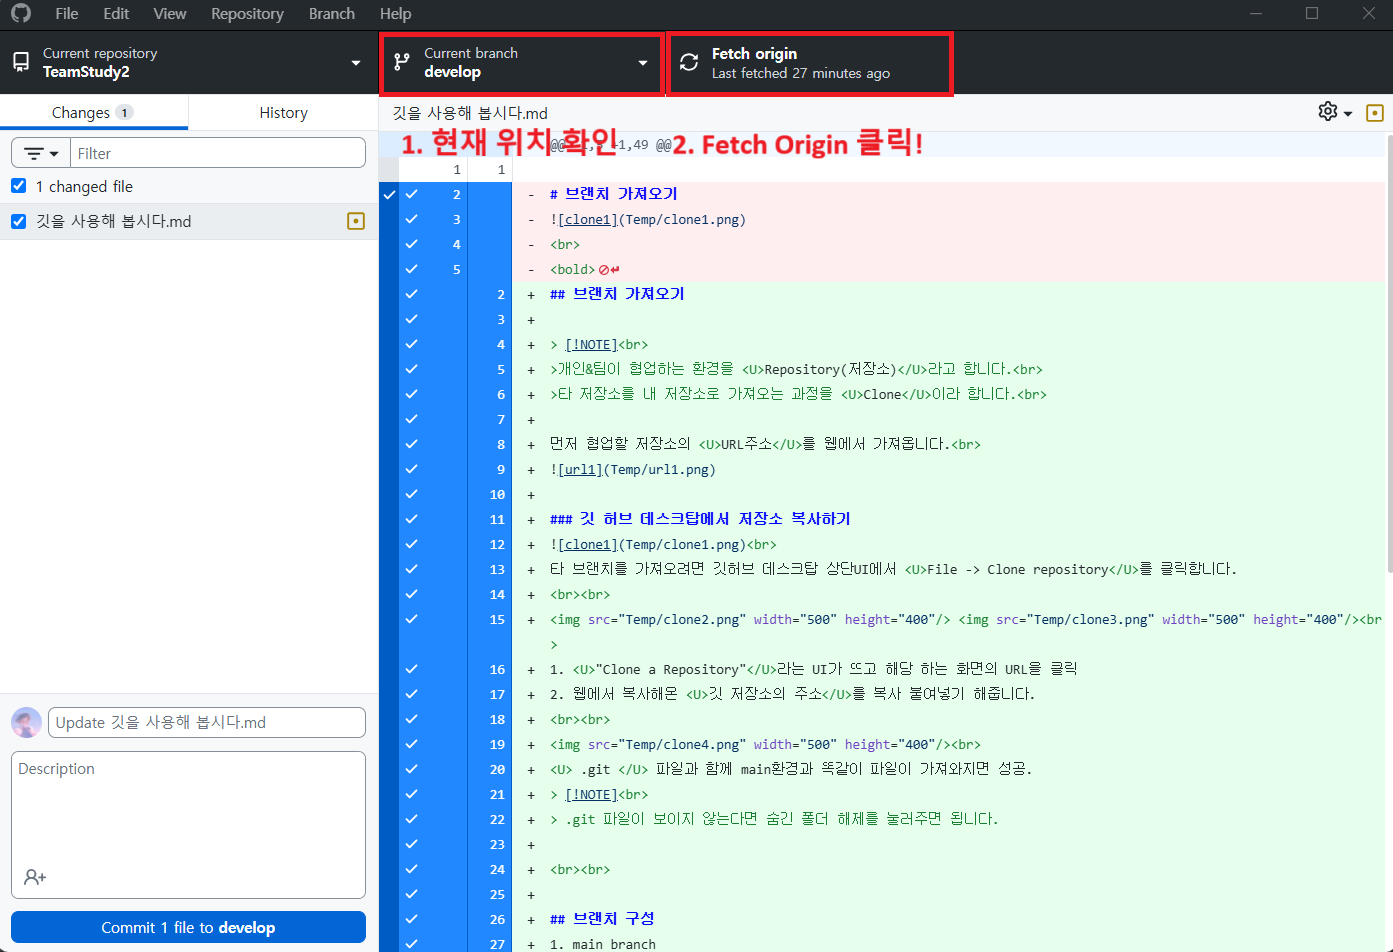 File Edit View Repository Branch Help
Current repository
TeamStudy2
Current branch
develop
Fetch origin
Last fetched 27 minutes ago
Changes 1
History
깃을 사용해 봅시다.md
1. 현재 위치 확인
2. Fetch Origin 클릭!
Filter
1 changed file
깃을 사용해 봅시다.md
+1,49 @@
1 1
2 - # 브랜치 가져오기
3 - ![clone1](Temp/clone1.png)
4 - <br>
5 - <bold>
2 + ## 브랜치 가져오기
3 +
4 + > [!NOTE]<br>
5 + >개인&팀이 협업하는 환경을 <U>Repository(저장소)</U>라고 합니다.<br>
6 + >타 저장소를 내 저장소로 가져오는 과정을 <U>Clone</U>이라 합니다.<br>
7 +
8 + 먼저 협업할 저장소의 <U>URL주소</U>를 웹에서 가져옵니다.<br>
9 + ![url1](Temp/url1.png)
10 +
11 + ### 깃 허브 데스크탑에서 저장소 복사하기
12 + ![clone1](Temp/clone1.png)<br>
13 + 타 브랜치를 가져오려면 깃허브 데스크탑 상단UI에서 <U>File -> Clone repository</U>를 클릭합니다.
14 + <br><br>
15 + <img src="Temp/clone2.png" width="500" height="400"/> <img src="Temp/clone3.png" width="500" height="400"/><br
>
16 + 1. <U>"Clone a Repository"</U>라는 UI가 뜨고 해당 하는 화면의 URL을 클릭
17 + 2. 웹에서 복사해온 <U>깃 저장소의 주소</U>를 복사 붙여넣기 해줍니다.
18 + <br><br>
19 + <img src="Temp/clone4.png" width="500" height="400"/><br>
20 + <U> .git </U> 파일과 함께 main환경과 똑같이 파일이 가져와지면 성공.
21 + > [!NOTE]<br>
22 + > .git 파일이 보이지 않는다면 숨긴 폴더 해제를 눌러주면 됩니다.
23 +
24 + <br><br>
25 +
26 + ## 브랜치 구성
27 + 1. main branch
Update 깃을 사용해 봅시다.md
Description
Commit 1 file to develop